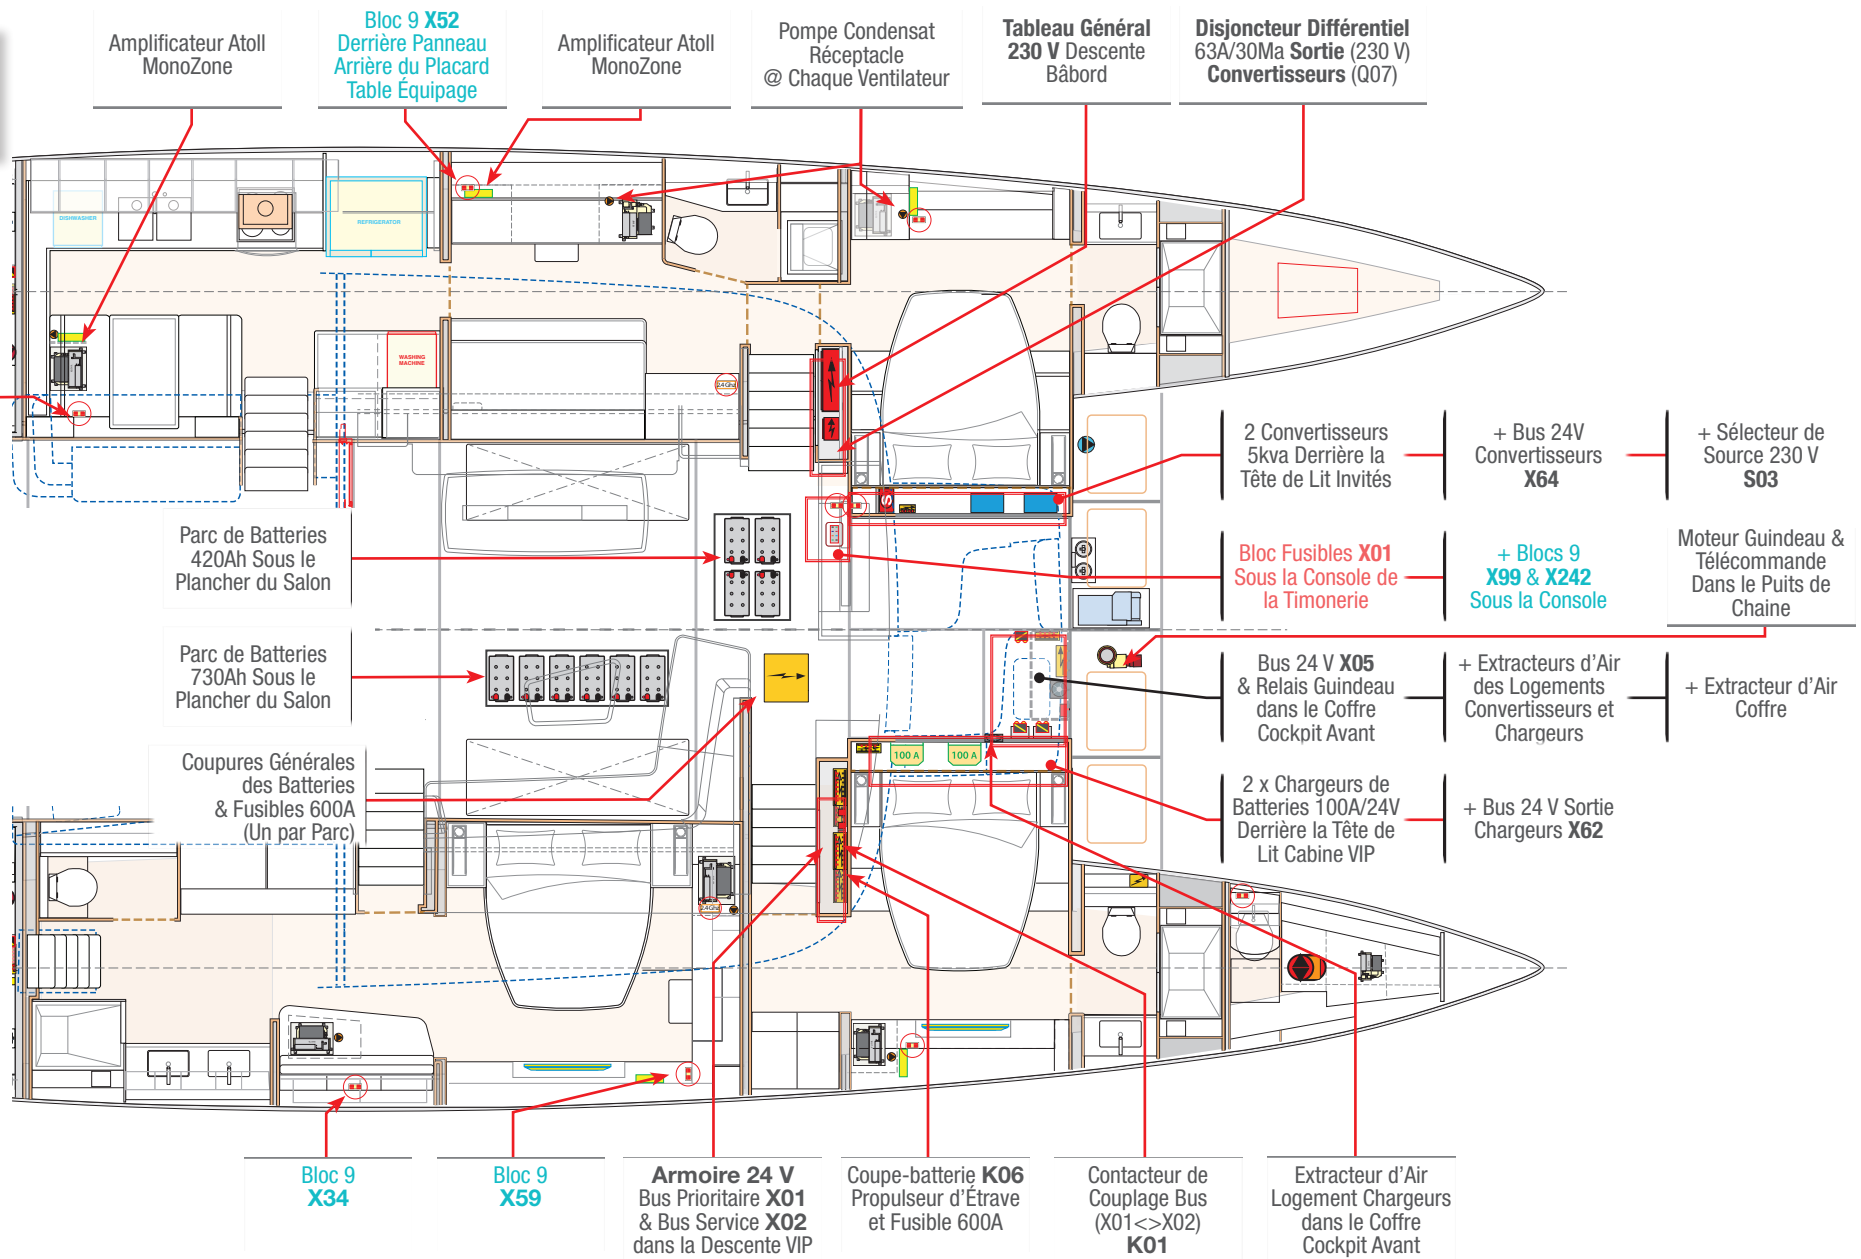 Amplificateur Atoll
MonoZone
Bloc 9 X52
Derrière Panneau
Arrière du Placard
Table Équipage
Amplificateur Atoll
MonoZone
Pompe Condensat
Réceptacle
@ Chaque Ventilateur
Tableau Général
230 V Descente
Bâbord
Disjoncteur Différentiel
63A/30Ma Sortie (230 V)
Convertisseurs (Q07)
DISHWASHER
REFRIGERATOR
WASHING
MACHINE
2,4 Ghz
2 Convertisseurs
5kva Derrière la
Tête de Lit Invités
+ Bus 24V
Convertisseurs
X64
+ Sélecteur de
Source 230 V
S03
Parc de Batteries
420Ah Sous le
Plancher du Salon
Bloc Fusibles X01
Sous la Console de
la Timonerie
+ Blocs 9
X99 & X242
Sous la Console
Moteur Guindeau &
Télécommande
Dans le Puits de
Chaine
Parc de Batteries
730Ah Sous le
Plancher du Salon
Bus 24 V X05
& Relais Guindeau
dans le Coffre
Cockpit Avant
+ Extracteurs d'Air
des Logements
Convertisseurs et
Chargeurs
+ Extracteur d'Air
Coffre
Coupures Générales
des Batteries
& Fusibles 600A
(Un par Parc)
100 A
100 A
2 x Chargeurs de
Batteries 100A/24V
Derrière la Tête de
Lit Cabine VIP
+ Bus 24 V Sortie
Chargeurs X62
2,4 Ghz
Bloc 9
X34
Bloc 9
X59
Armoire 24 V
Bus Prioritaire X01
& Bus Service X02
dans la Descente VIP
Coupe-batterie K06
Propulseur d'Étrave
et Fusible 600A
Contacteur de
Couplage Bus
(X01<>X02)
K01
Extracteur d'Air
Logement Chargeurs
dans le Coffre
Cockpit Avant